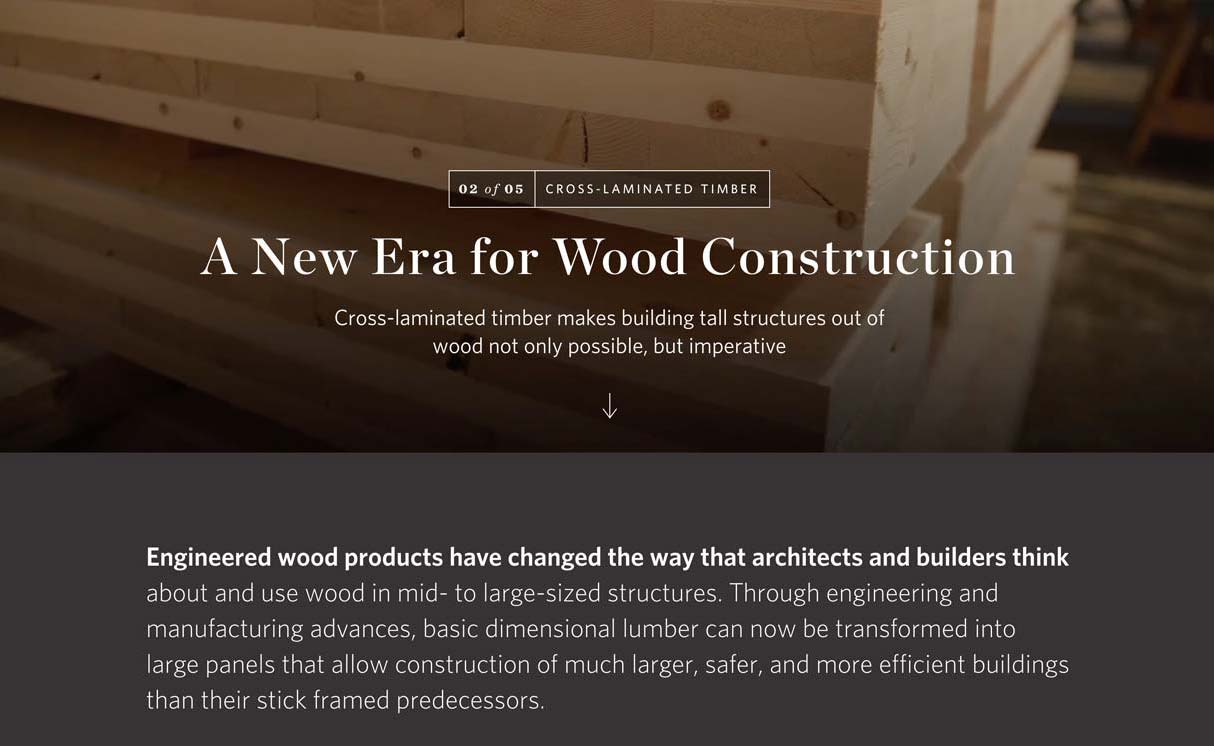 02 of 05 CROSS-LAMINATED TIMBER
A New Era for Wood Construction
Cross-laminated timber makes building tall structures out of
wood not only possible, but imperative
Engineered wood products have changed the way that architects and builders think
about and use wood in mid- to large-sized structures. Through engineering and
manufacturing advances, basic dimensional lumber can now be transformed into
large panels that allow construction of much larger, safer, and more efficient buildings
than their stick framed predecessors.